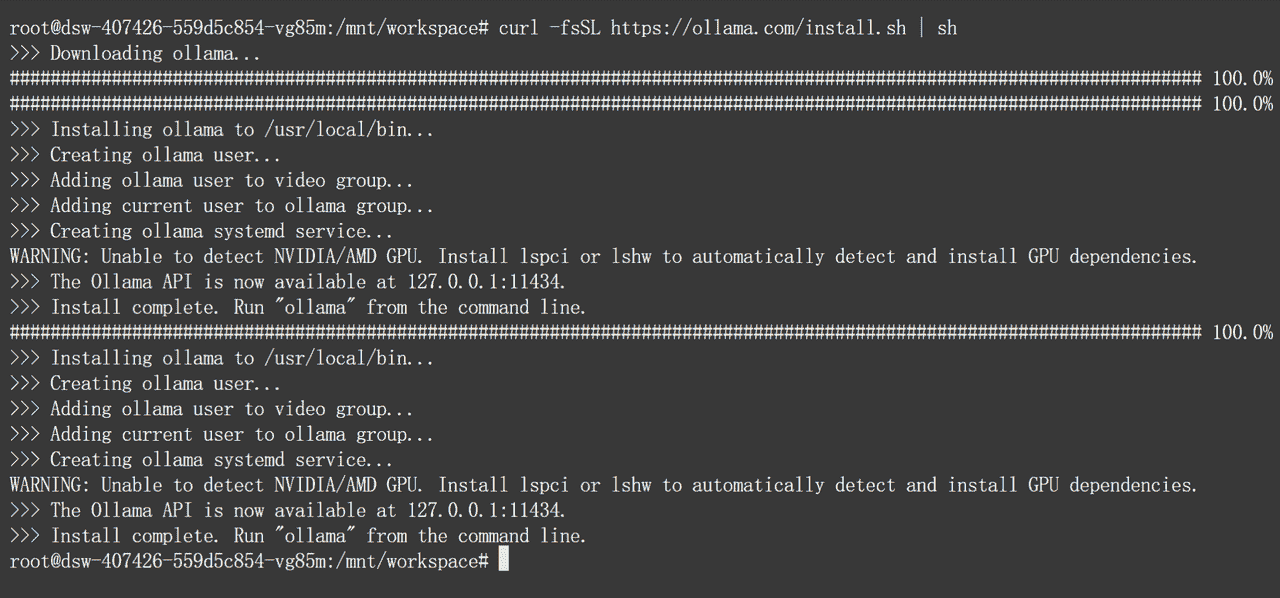 root@dsw-407426-559d5c854-vg85m:/mnt/workspace# curl -fsSL https://ollama.com/install.sh | sh
>>> Downloading ollama...
##################################################################################################################### 100.0%
##################################################################################################################### 100.0%
>>> Installing ollama to /usr/local/bin...
>>> Creating ollama user...
>>> Adding ollama user to video group...
>>> Adding current user to ollama group...
>>> Creating ollama systemd service...
WARNING: Unable to detect NVIDIA/AMD GPU. Install lspci or lshw to automatically detect and install GPU dependencies.
>>> The Ollama API is now available at 127.0.0.1:11434.
>>> Install complete. Run "ollama" from the command line.
##################################################################################################################### 100.0%
>>> Installing ollama to /usr/local/bin...
>>> Creating ollama user...
>>> Adding ollama user to video group...
>>> Adding current user to ollama group...
>>> Creating ollama systemd service...
WARNING: Unable to detect NVIDIA/AMD GPU. Install lspci or lshw to automatically detect and install GPU dependencies.
>>> The Ollama API is now available at 127.0.0.1:11434.
>>> Install complete. Run "ollama" from the command line.
root@dsw-407426-559d5c854-vg85m:/mnt/workspace#